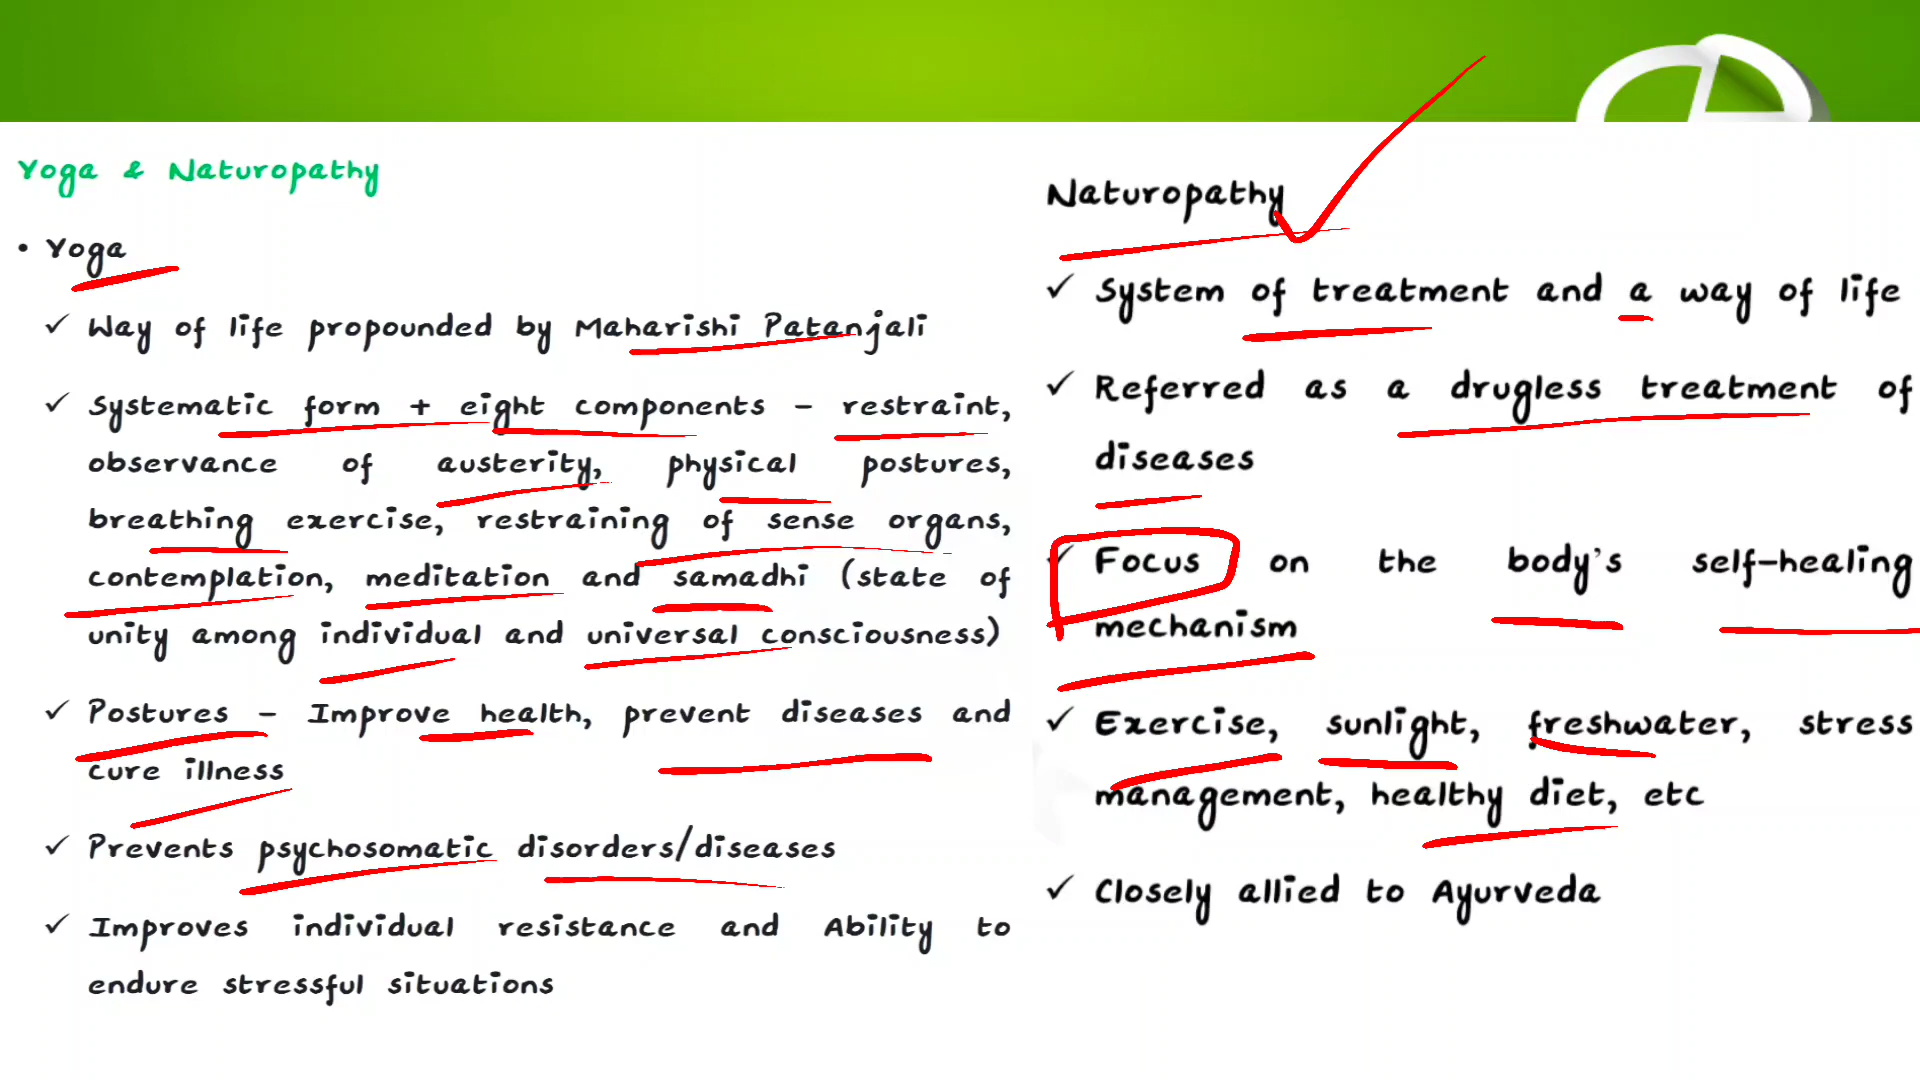 Yoga & Naturopathy
• Yoga
✓ Way of life propounded by Maharishi Patanjali
✓ Systematic form + eight components – restraint,
observance of austerity, physical postures,
breathing exercise, restraining of sense organs,
contemplation, meditation and samadhi (state of
unity among individual and universal consciousness)
✓ Postures – Improve health, prevent diseases and
cure illness
✓ Prevents psychosomatic disorders/diseases
✓ Improves individual resistance and Ability to
endure stressful situations
Naturopathy
✓ System of treatment and a way of life
✓ Referred as a drugless treatment of
diseases
✓ Focus on the body's self-healing
mechanism
✓ Exercise, sunlight, freshwater, stress
management, healthy diet, etc
✓ Closely allied to Ayurveda